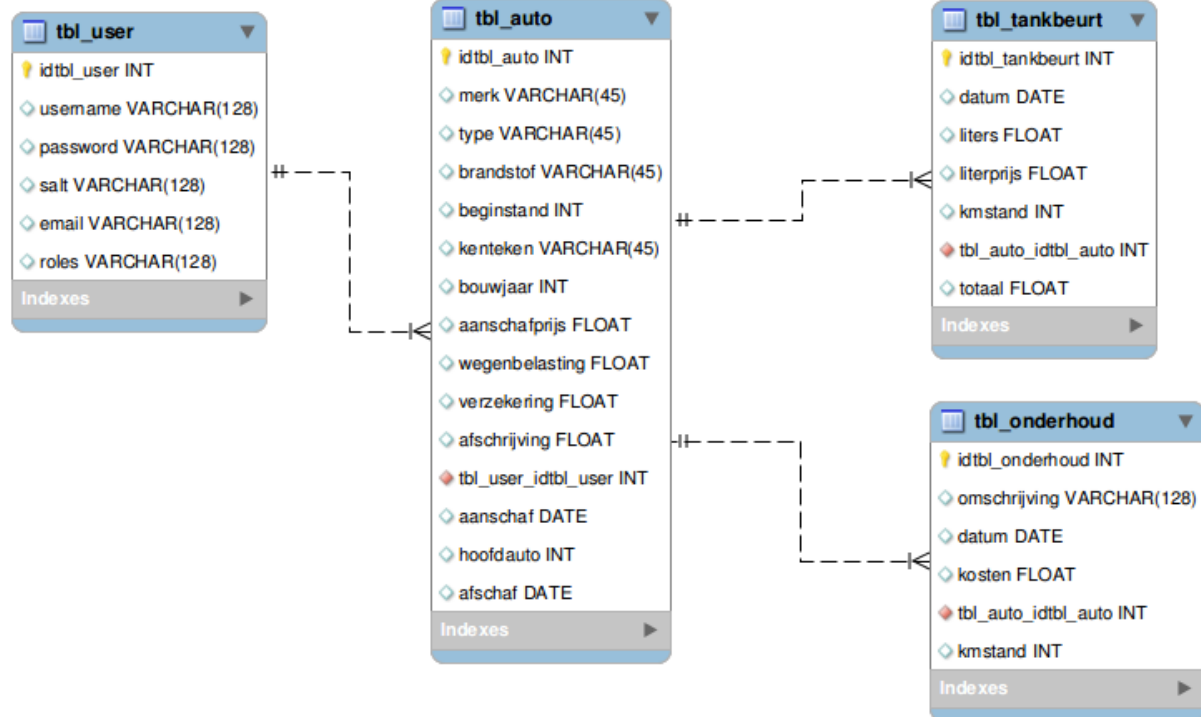 tbl_user
idtbl_user INT
username VARCHAR(128)
password VARCHAR(128)
salt VARCHAR(128)
email VARCHAR(128)
roles VARCHAR(128)
Indexes
tbl_auto
idtbl_auto INT
merk VARCHAR(45)
type VARCHAR(45)
brandstof VARCHAR(45)
beginstand INT
kenteken VARCHAR(45)
bouwjaar INT
aanschafprijs FLOAT
wegenbelasting FLOAT
verzekering FLOAT
afschrijving FLOAT
tbl_user_idtbl_user INT
aanschaf DATE
hoofdauto INT
afschaf DATE
Indexes
tbl_tankbeurt
idtbl_tankbeurt INT
datum DATE
liters FLOAT
literprijs FLOAT
kmstand INT
tbl_auto_idtbl_auto INT
totaal FLOAT
Indexes
tbl_onderhoud
idtbl_onderhoud INT
omschrijving VARCHAR(128)
datum DATE
kosten FLOAT
tbl_auto_idtbl_auto INT
kmstand INT
Indexes